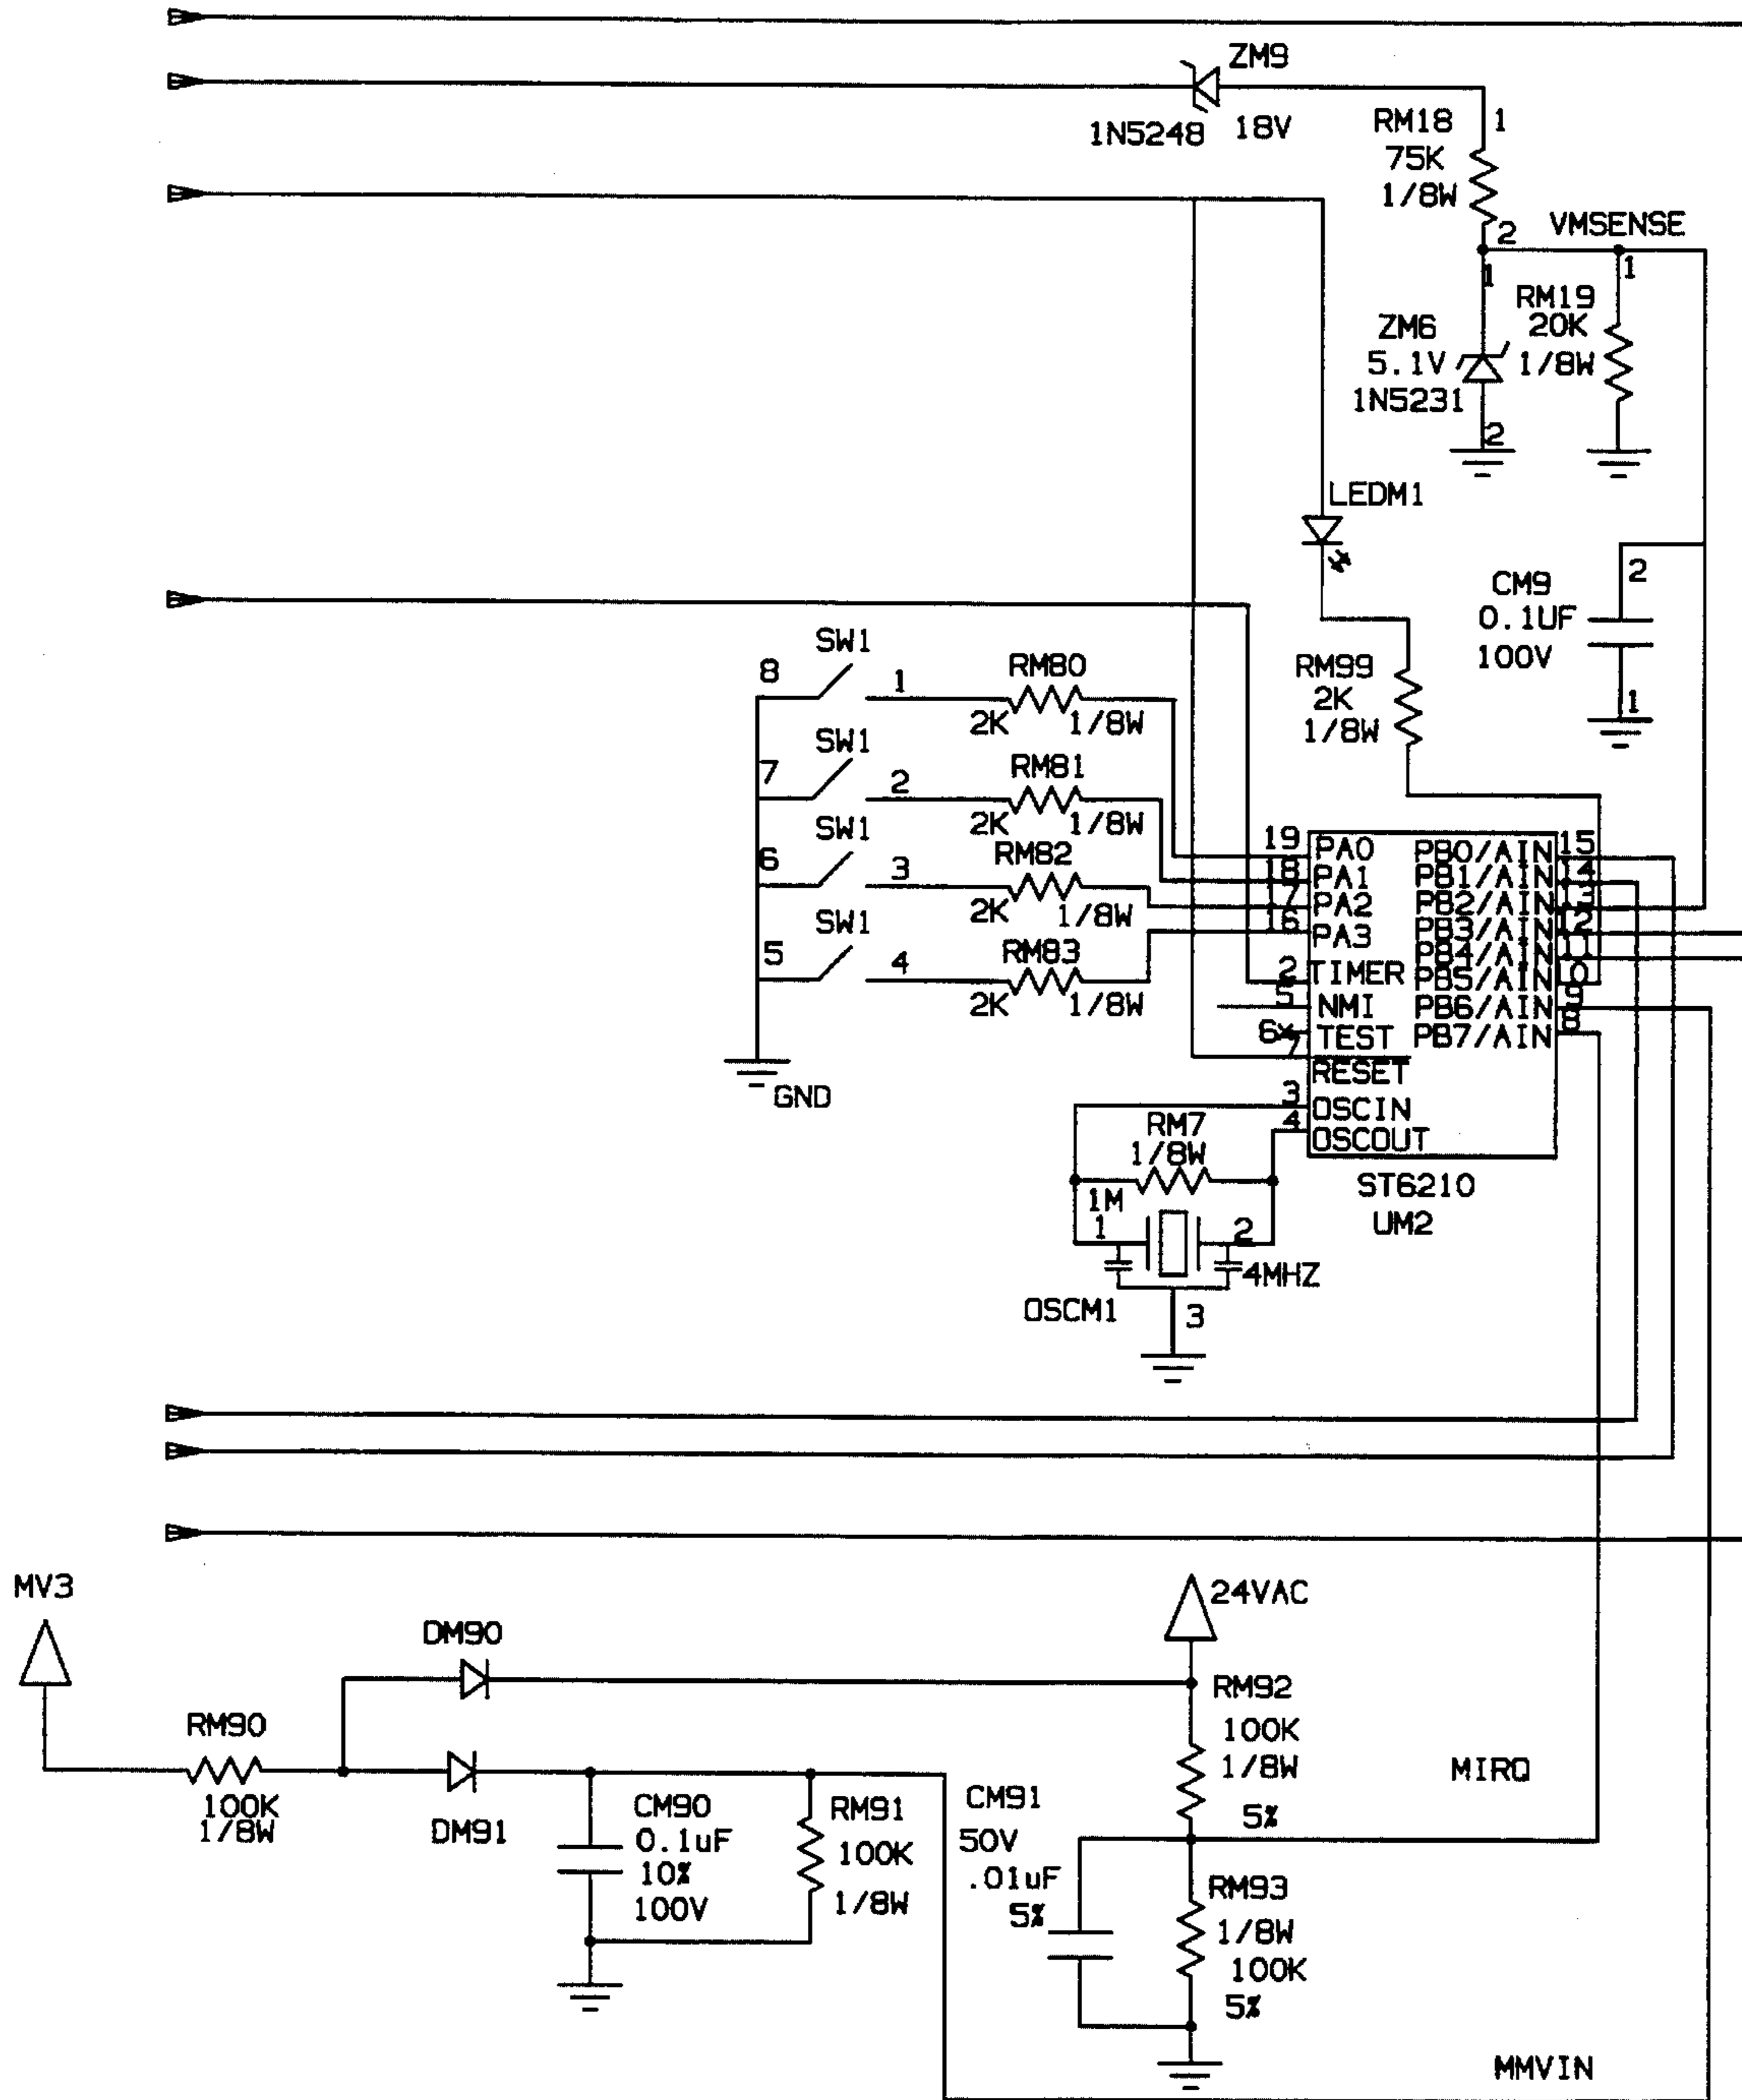 ZM9
1N5248 18V
RM18
75K
1/8W
1
2
VMSENSE
1
1
RM19
20K
1/8W
ZM6
5.1V
1N5231
2
LEDM1
CM9
0.1UF
100V
2
1
RM99
2K
1/8W
8
SW1
1
RM80
2K
1/8W
7
SW1
2
RM81
2K
1/8W
6
SW1
3
RM82
2K
1/8W
5
SW1
4
RM83
2K
1/8W
GND
19 PA0 PB0/AIN 15
18 PA1 PB1/AIN 14
17 PA2 PB2/AIN 13
16 PA3 PB3/AIN 12
PB4/AIN 11
2 TIMER PB5/AIN 10
5 NMI PB6/AIN 9
6x TEST PB7/AIN 8
7 RESET
3 OSCIN
4 OSCOUT
ST6210
UM2
RM7
1/8W
1M
1
2
4MHZ
OSCM1
3
MV3
24VAC
DM90
RM90
100K
1/8W
DM91
CM90
0.1uF
10%
100V
RM91
100K
1/8W
CM91
50V
.01uF
5%
RM92
100K
1/8W
5%
MIRQ
RM93
1/8W
100K
5%
MMVIN